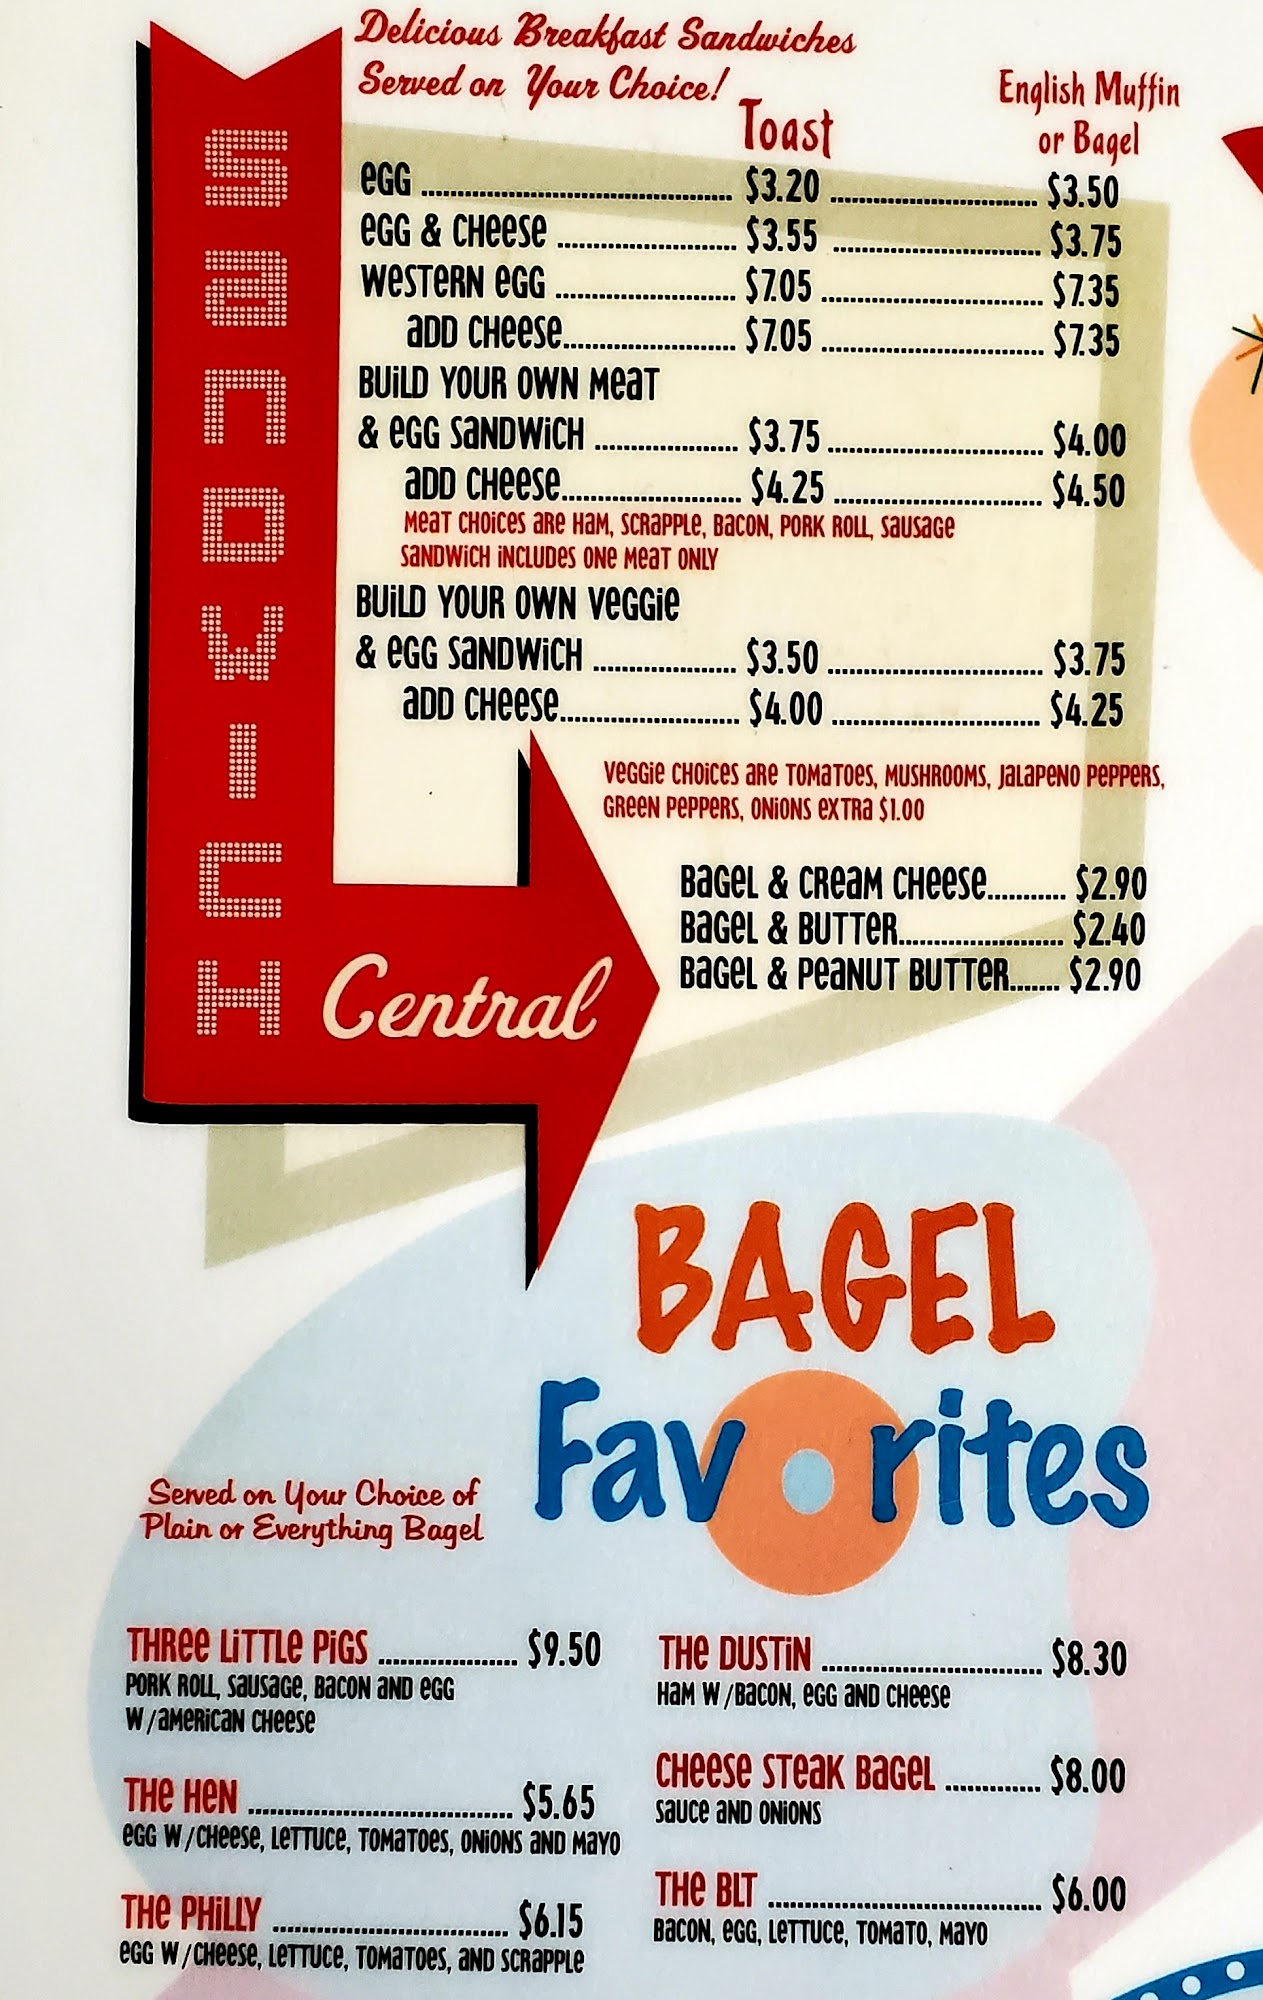 Delicious Breakfast Sandwiches
Served on Your Choice!
Toast
English Muffin
or Bagel
SANDWICH
Central
EGG ........ $3.20 ........ $3.50
EGG & CHEESE ........ $3.55 ........ $3.75
WESTERN EGG ........ $7.05 ........ $7.35
ADD CHEESE ........ $7.05 ........ $7.35
BUILD YOUR OWN MEAT
& EGG SANDWICH ........ $3.75 ........ $4.00
ADD CHEESE ........ $4.25 ........ $4.50
MEAT CHOICES ARE HAM, SCRAPPLE, BACON, PORK ROLL, SAUSAGE
SANDWICH INCLUDES ONE MEAT ONLY
BUILD YOUR OWN VEGGIE
& EGG SANDWICH ........ $3.50 ........ $3.75
ADD CHEESE ........ $4.00 ........ $4.25
VEGGIE CHOICES ARE TOMATOES, MUSHROOMS, JALAPENO PEPPERS,
GREEN PEPPERS, ONIONS EXTRA $1.00
BAGEL & CREAM CHEESE ........ $2.90
BAGEL & BUTTER ........ $2.40
BAGEL & PEANUT BUTTER ........ $2.90
BAGEL
Favorites
Served on Your Choice of
Plain or Everything Bagel
THREE LITTLE PIGS ........ $9.50
PORK ROLL, SAUSAGE, BACON AND EGG
W/AMERICAN CHEESE
THE HEN ........ $5.65
EGG W/CHEESE, LETTUCE, TOMATOES, ONIONS AND MAYO
THE PHILLY ........ $6.15
EGG W/CHEESE, LETTUCE, TOMATOES, AND SCRAPPLE
THE DUSTIN ........ $8.30
HAM W/BACON, EGG AND CHEESE
CHEESE STEAK BAGEL ........ $8.00
SAUCE AND ONIONS
THE BLT ........ $6.00
BACON, EGG, LETTUCE, TOMATO, MAYO